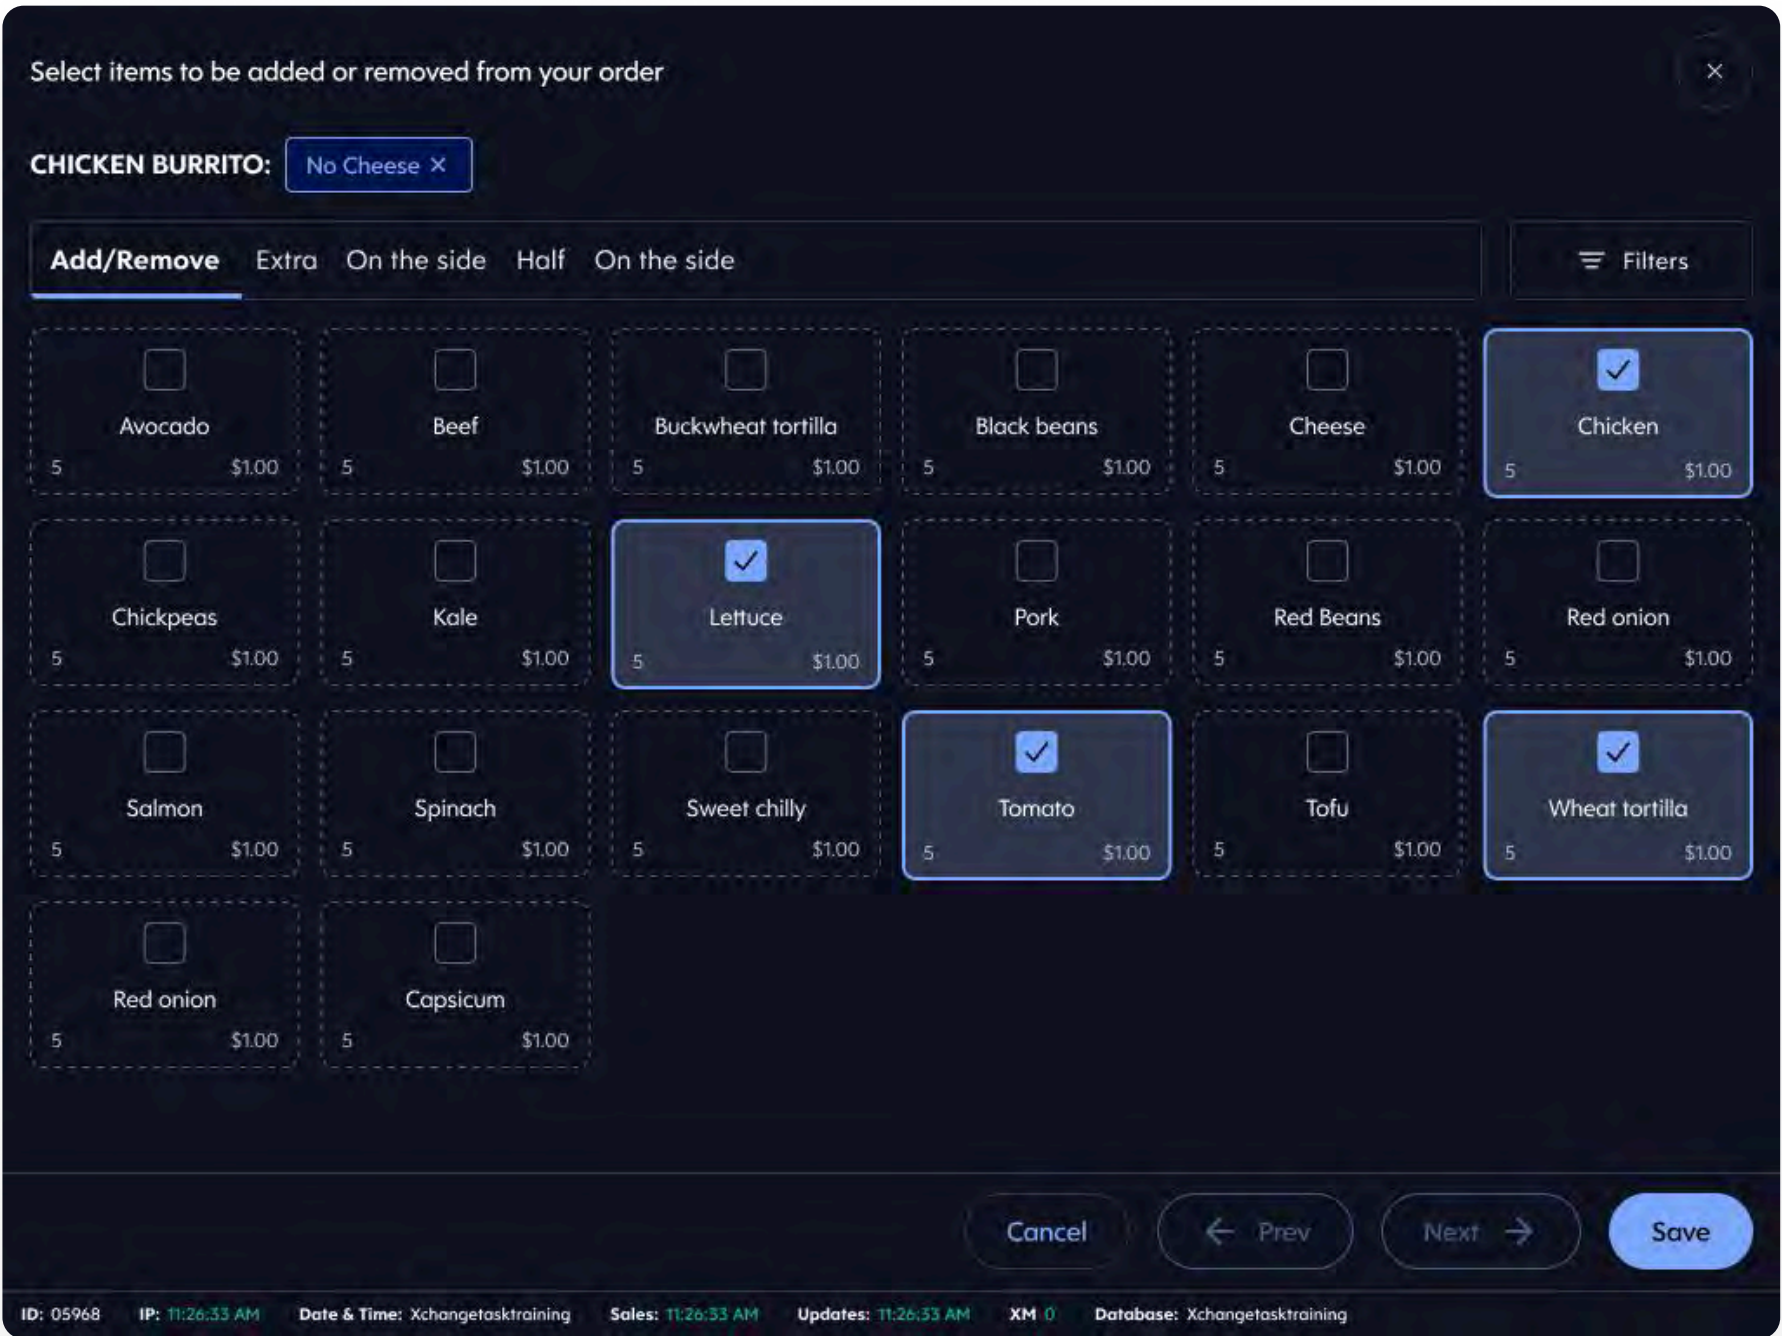 Select items to be added or removed from your order
CHICKEN BURRITO: No Cheese
Add/Remove Extra On the side Half On the side Filters
Avocado Beef Buckwheat tortilla Black beans Cheese Chicken
5 $1.00 5 $1.00 5 $1.00 5 $1.00 5 $1.00 5 $1.00
Chickpeas Kale Lettuce Pork Red Beans Red onion
5 $1.00 5 $1.00 5 $1.00 5 $1.00 5 $1.00 5 $1.00
Salmon Spinach Sweet chilly Tomato Tofu Wheat tortilla
5 $1.00 5 $1.00 5 $1.00 5 $1.00 5 $1.00 5 $1.00
Red onion Capsicum
5 $1.00 5 $1.00
Cancel Prev Next Save
ID: 05968 IP: 11:26:33 AM Date & Time: Xchangetasktraining Sales: 11:26:33 AM Updates: 11:26:33 AM XM 0 Database: Xchangetasktraining